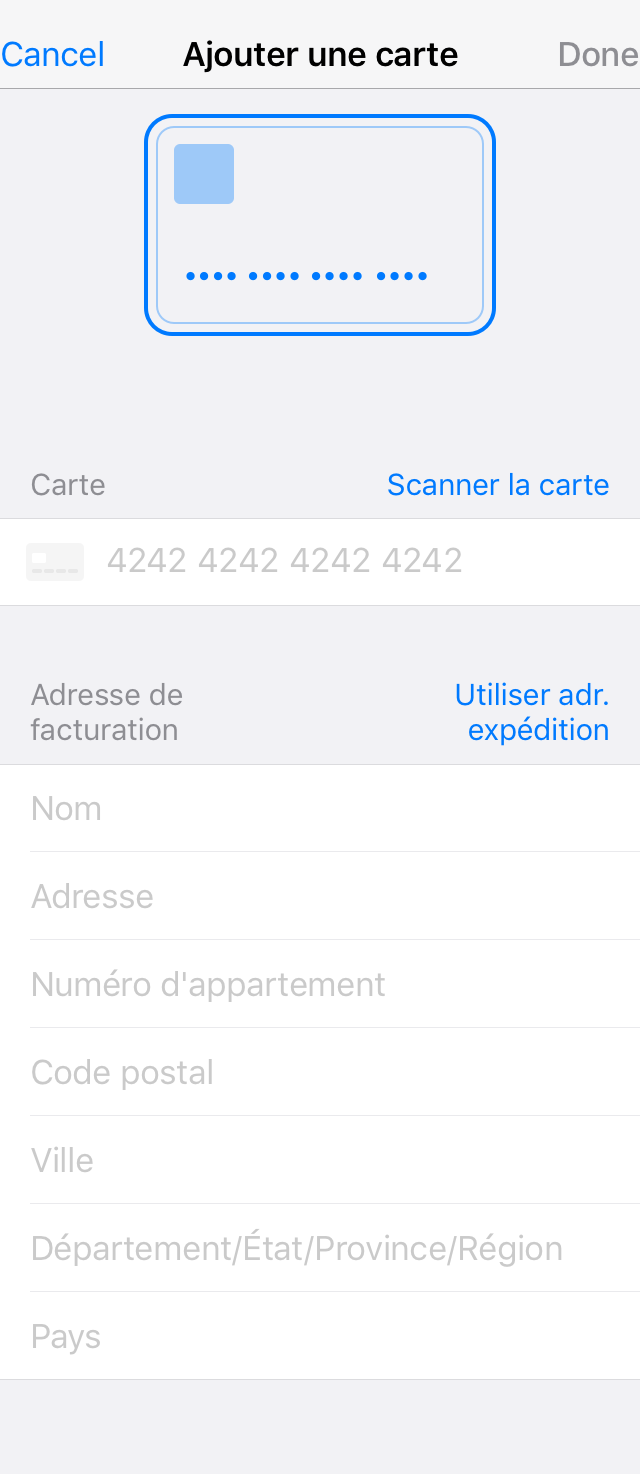 Cancel Ajouter une carte Done
•••• •••• •••• ••••
Carte Scanner la carte
4242 4242 4242 4242
Adresse de Utiliser adr.
facturation expédition
Nom
Adresse
Numéro d'appartement
Code postal
Ville
Département/État/Province/Région
Pays